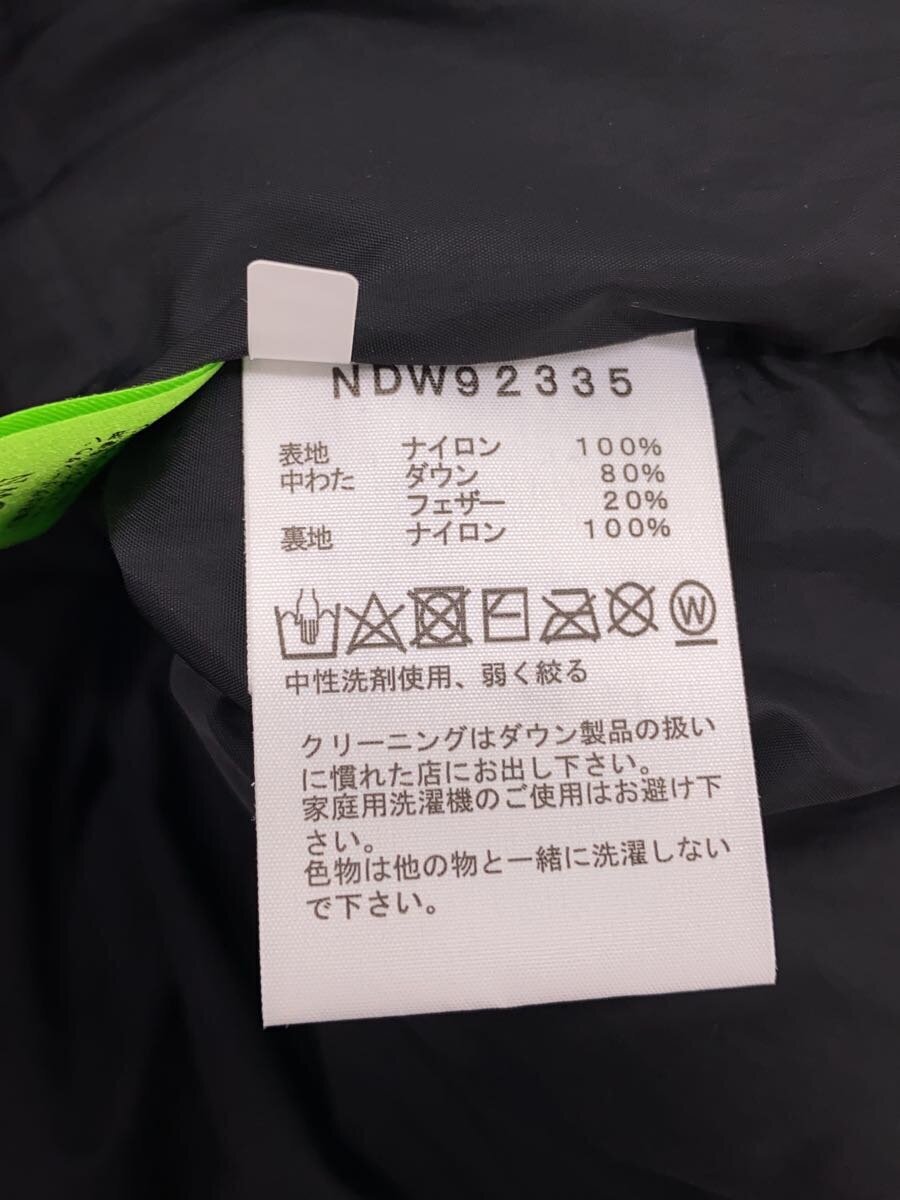 NDW92335
表地 ナイロン 100%
中わた ダウン 80%
フェザー 20%
裏地 ナイロン 100%
W
中性洗剤使用、弱く絞る
クリーニングはダウン製品の扱い
に慣れた店にお出し下さい。
家庭用洗濯機のご使用はお避け下
さい。
色物は他の物と一緒に洗濯しない
で下さい。